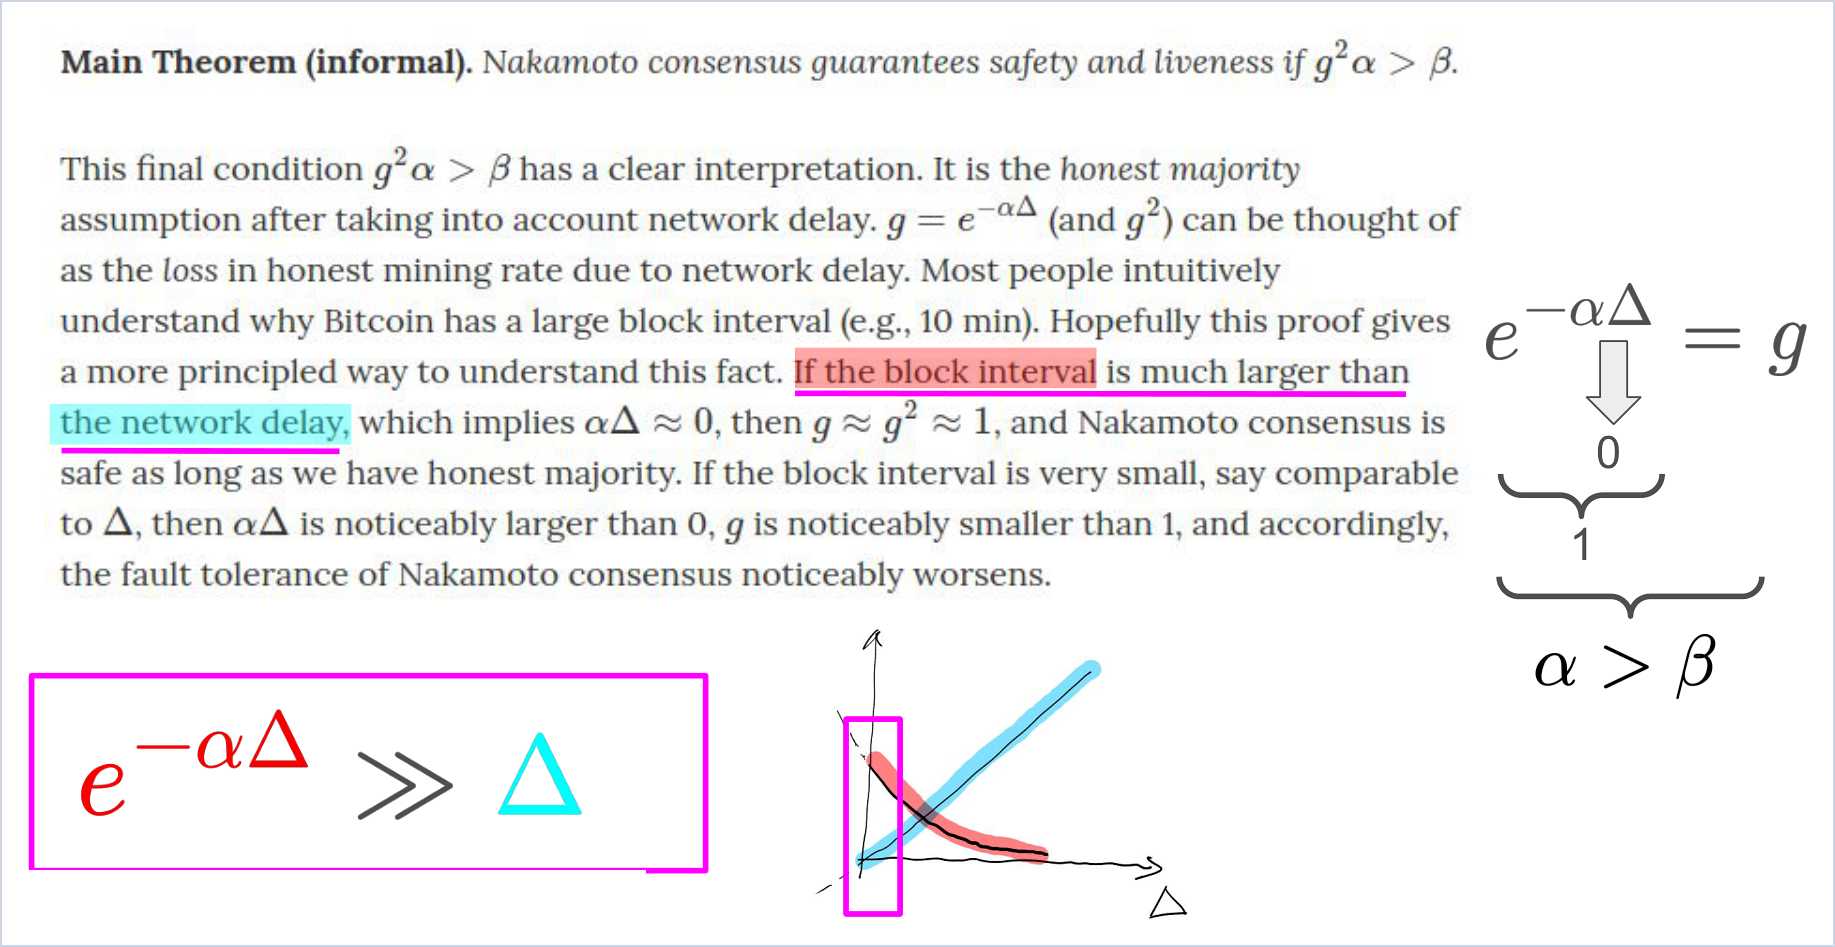 Main Theorem (informal). Nakamoto consensus guarantees safety and liveness if g²α > β.
This final condition g²α > β has a clear interpretation. It is the honest majority
assumption after taking into account network delay. g = e^{−αΔ} (and g²) can be thought of
as the loss in honest mining rate due to network delay. Most people intuitively
understand why Bitcoin has a large block interval (e.g., 10 min). Hopefully this proof gives
a more principled way to understand this fact. If the block interval is much larger than
the network delay, which implies αΔ ≈ 0, then g ≈ g² ≈ 1, and Nakamoto consensus is
safe as long as we have honest majority. If the block interval is very small, say comparable
to Δ, then αΔ is noticeably larger than 0, g is noticeably smaller than 1, and accordingly,
the fault tolerance of Nakamoto consensus noticeably worsens.
e^{−αΔ} = g
0
1
α > β
e^{−αΔ} ≫ Δ
Δ